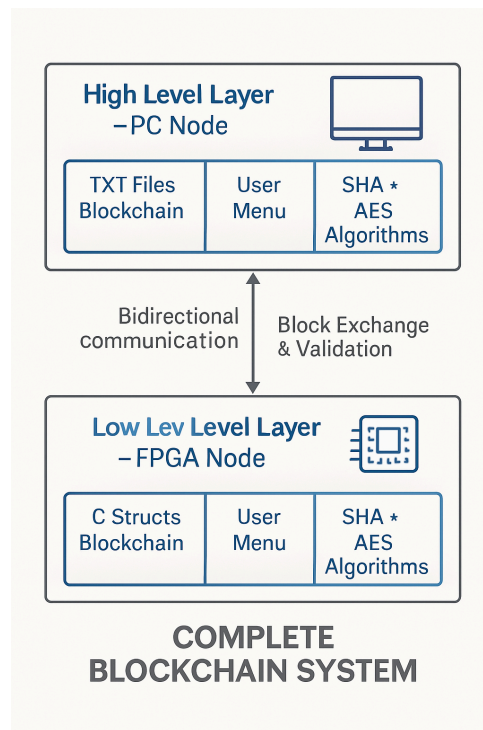 High Level Layer
–PC Node
TXT Files
Blockchain
User
Menu
SHA *
AES
Algorithms
Bidirectional
communication
Block Exchange
& Validation
Low Lev Level Layer
–FPGA Node
C Structs
Blockchain
User
Menu
SHA *
AES
Algorithms
COMPLETE
BLOCKCHAIN SYSTEM